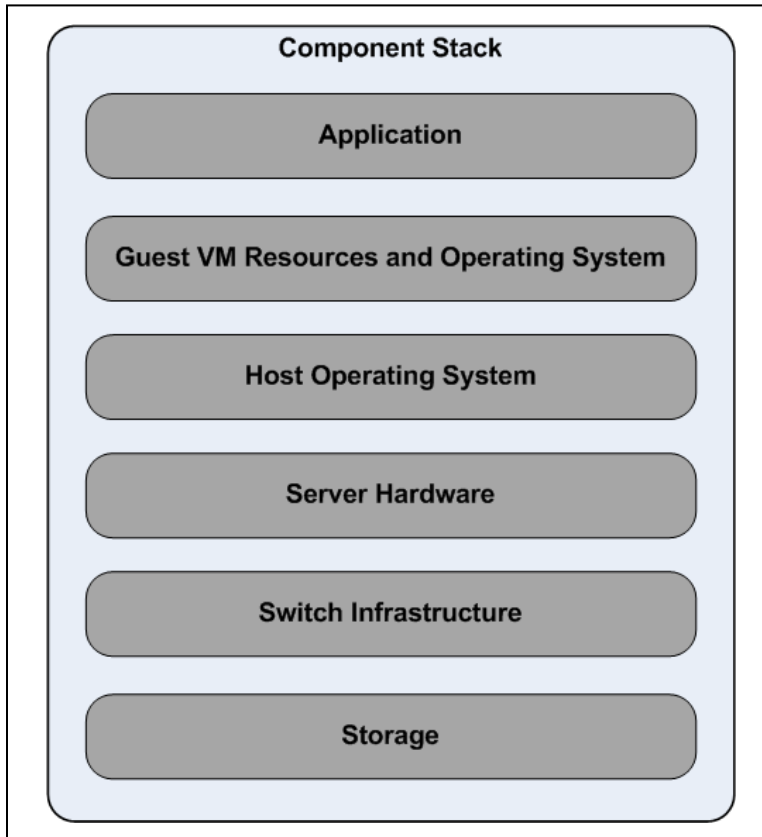 Component Stack
Application
Guest VM Resources and Operating System
Host Operating System
Server Hardware
Switch Infrastructure
Storage